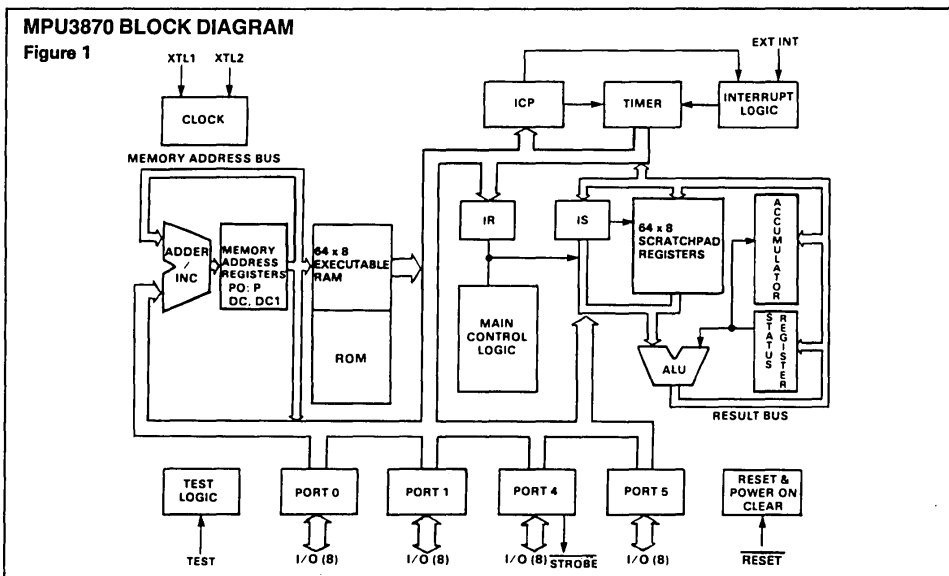 MPU3870 BLOCK DIAGRAM
Figure 1
XTL1 XTL2
CLOCK
EXT INT
ICP
TIMER
INTERRUPT
LOGIC
MEMORY ADDRESS BUS
ADDER
/
INC
MEMORY
ADDRESS
REGISTERS
PO: P
DC, DC1
64 x 8
EXECUTABLE
RAM
ROM
IR
IS
64 x 8
SCRATCHPAD
REGISTERS
ACCUMULATOR
MAIN
CONTROL
LOGIC
ALU
STATUS
REGISTER
RESULT BUS
TEST
LOGIC
PORT 0
PORT 1
PORT 4
PORT 5
RESET &
POWER ON
CLEAR
TEST
I/O (8)
I/O (8)
I/O (8)
STROBE
I/O (8)
RESET